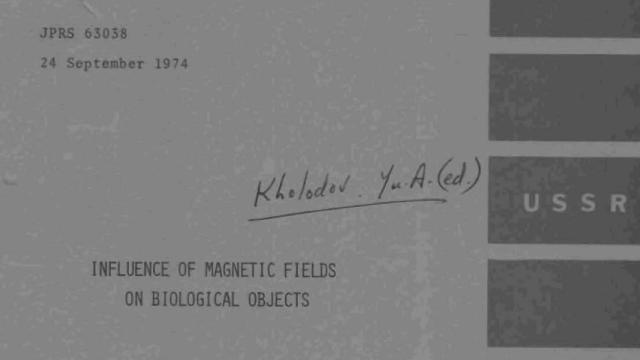 JPRS 63038
24 September 1974
Kholodov. Yu.A.(ed.)
USSR
INFLUENCE OF MAGNETIC FIELDS
ON BIOLOGICAL OBJECTS